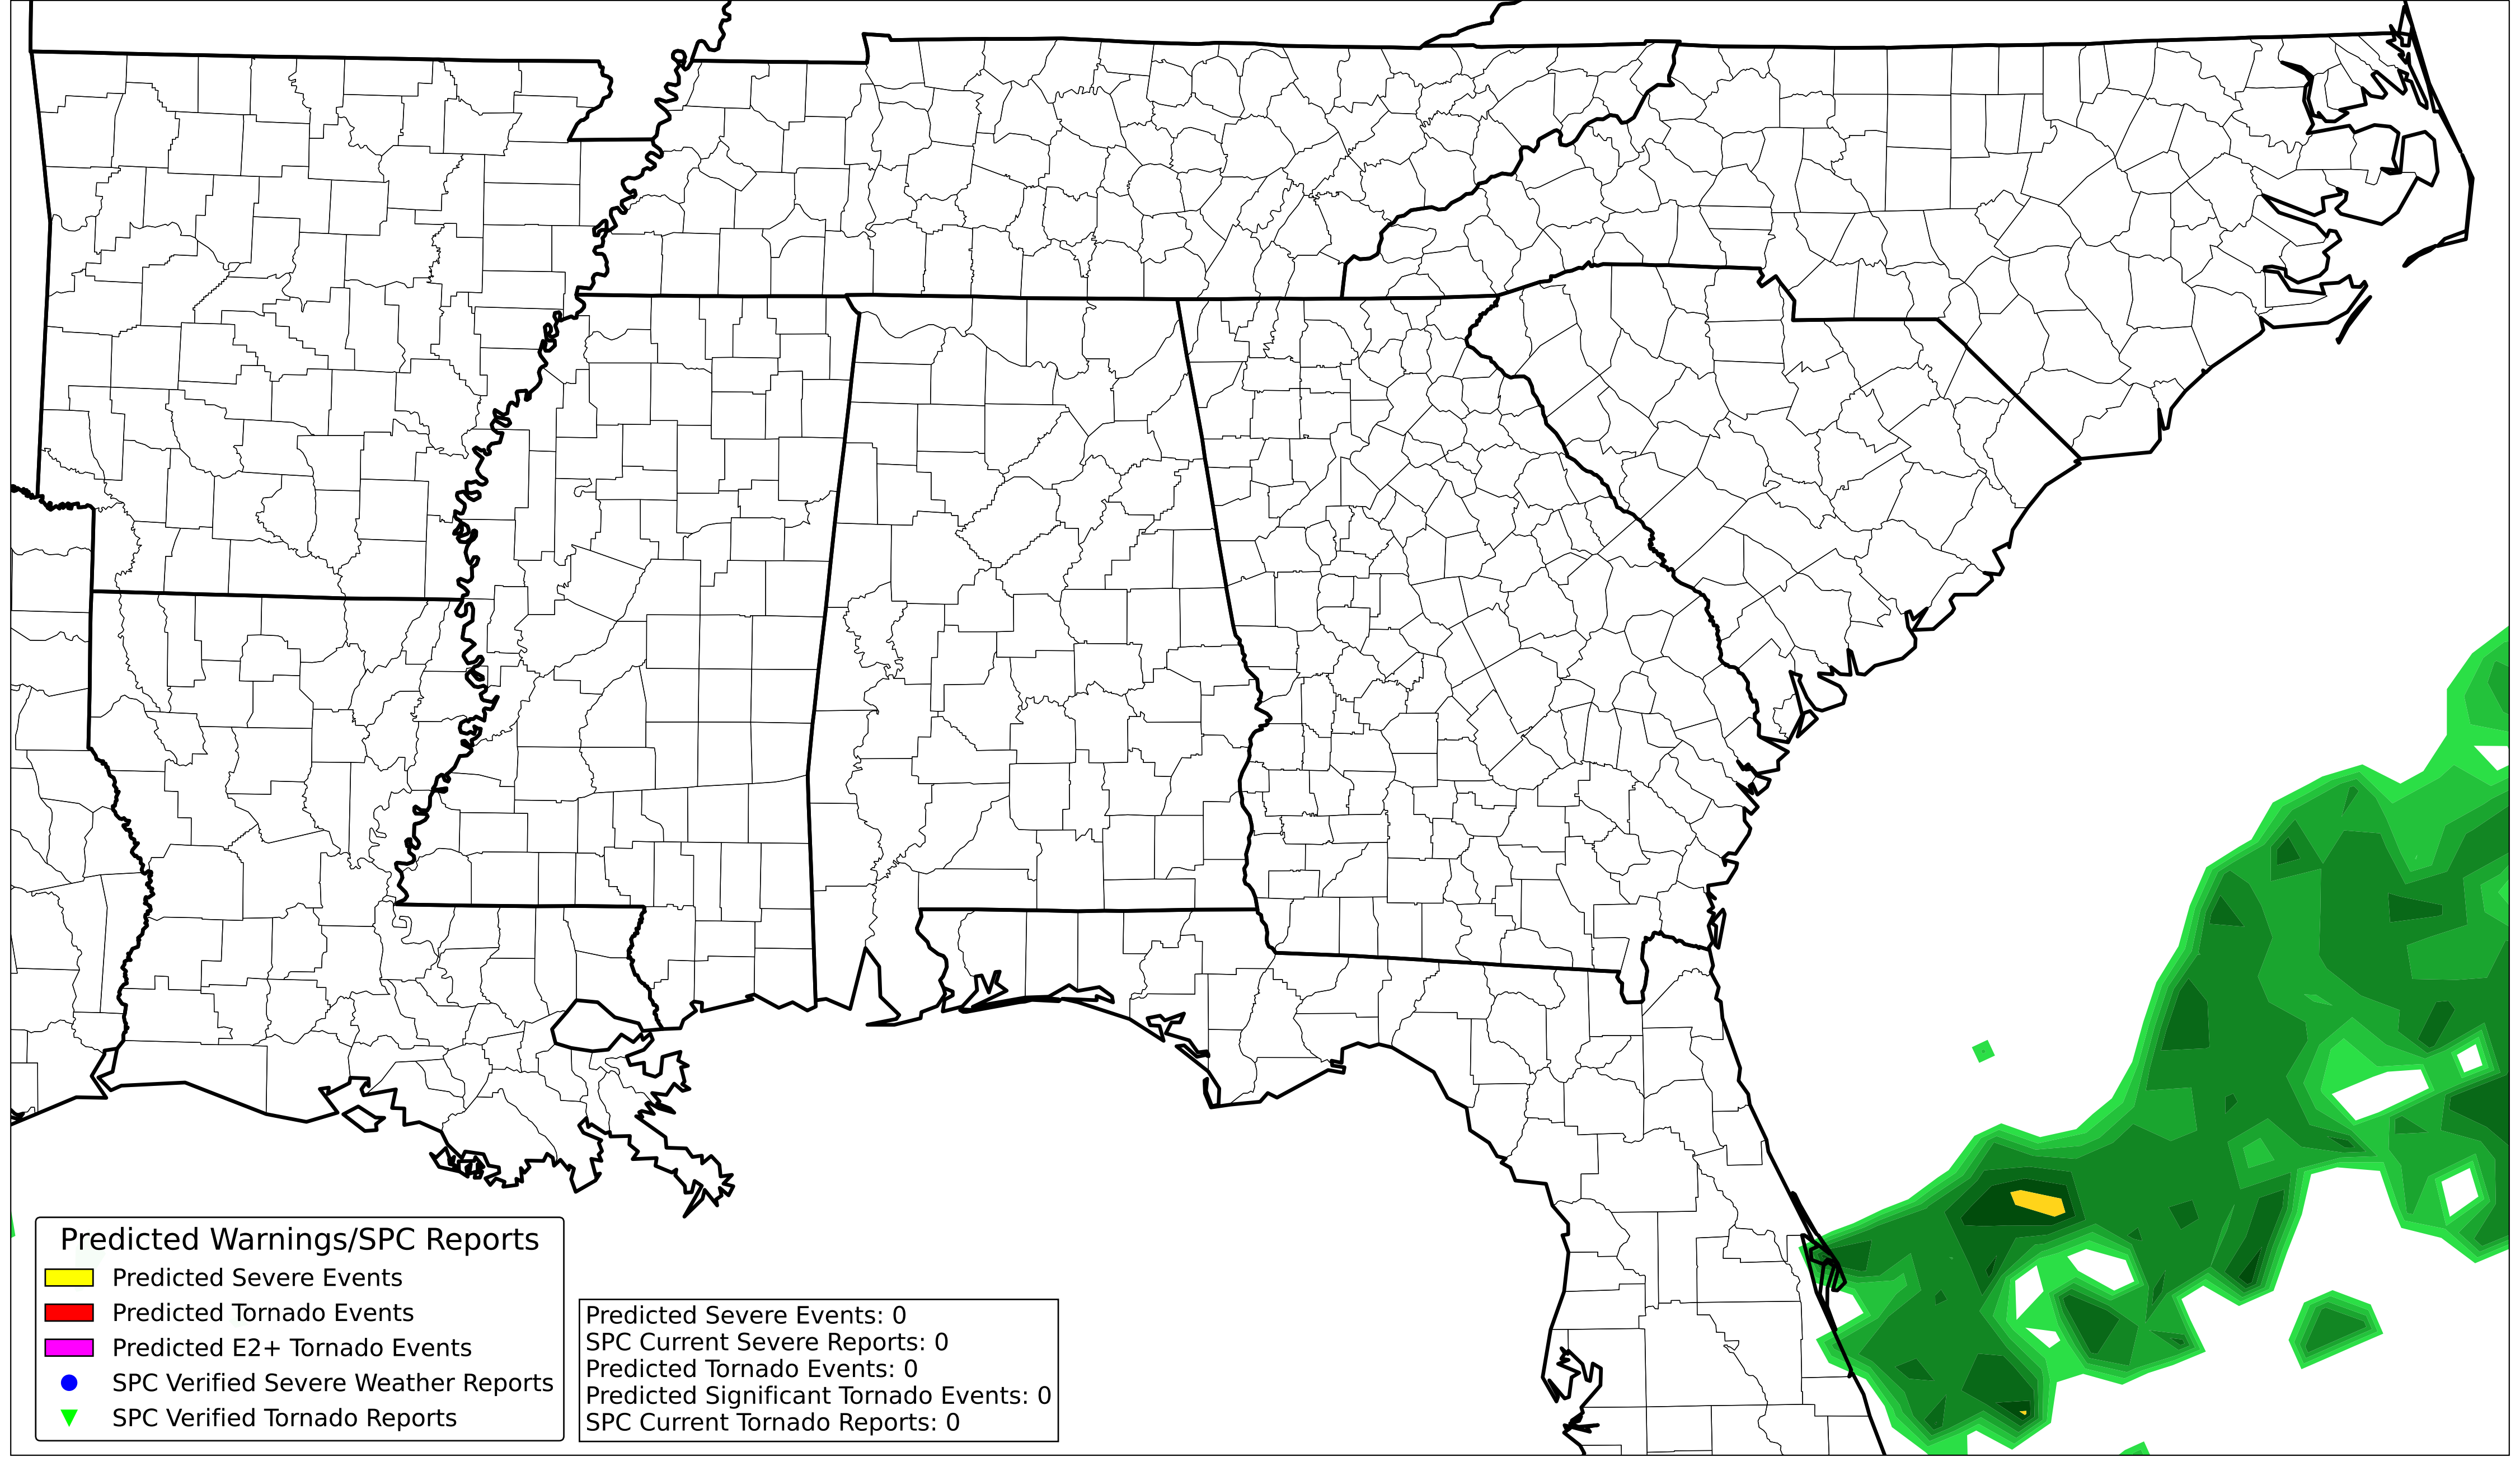 Predicted Warnings/SPC Reports
Predicted Severe Events
Predicted Tornado Events
Predicted E2+ Tornado Events
SPC Verified Severe Weather Reports
SPC Verified Tornado Reports
Predicted Severe Events: 0
SPC Current Severe Reports: 0
Predicted Tornado Events: 0
Predicted Significant Tornado Events: 0
SPC Current Tornado Reports: 0